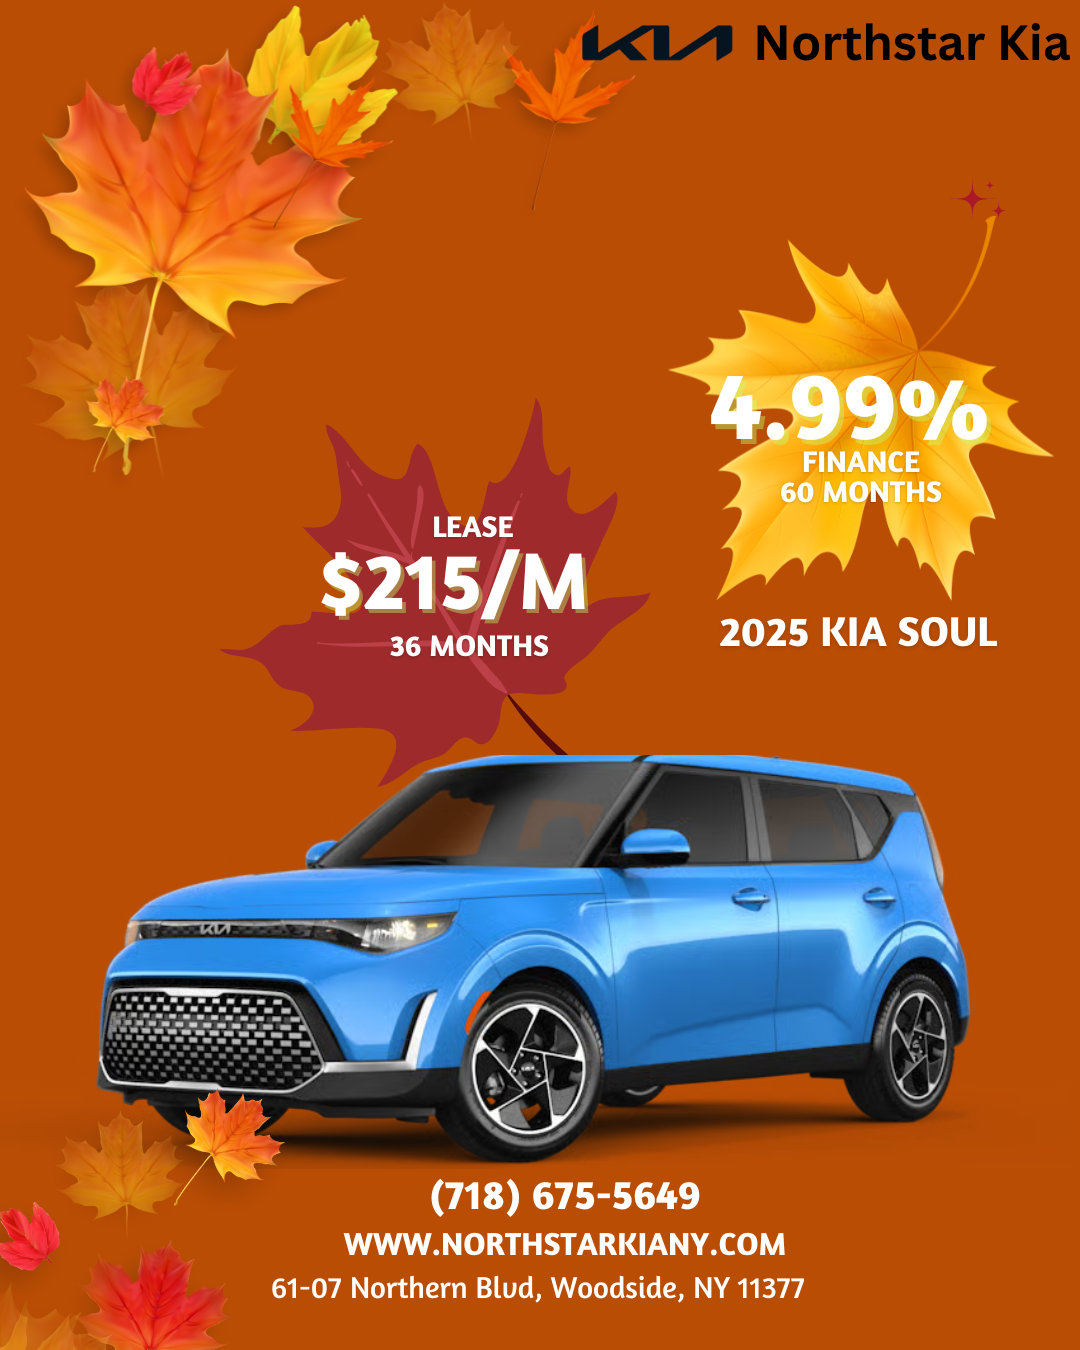 KIA Northstar Kia
4.99%
FINANCE
60 MONTHS
LEASE
$215/M
36 MONTHS
2025 KIA SOUL
(718) 675-5649
WWW.NORTHSTARKIANY.COM
61-07 Northern Blvd, Woodside, NY 11377